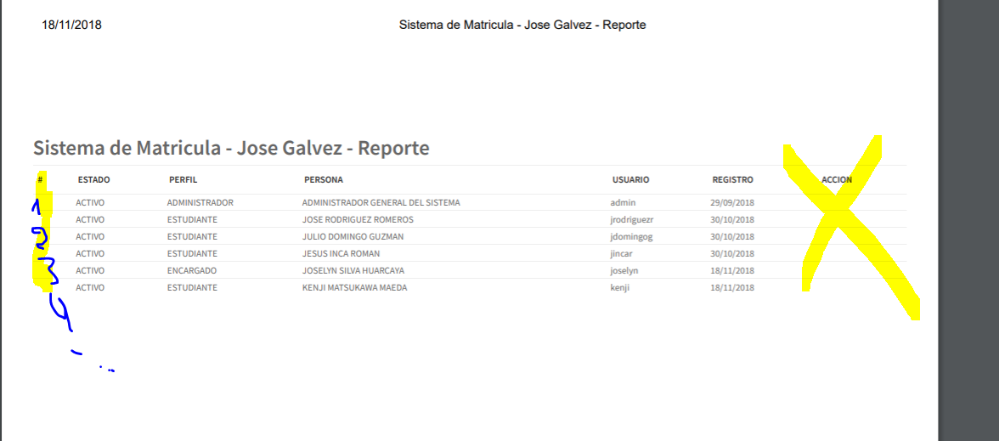 18/11/2018 Sistema de Matricula - Jose Galvez - Reporte
Sistema de Matricula - Jose Galvez - Reporte
# ESTADO PERFIL PERSONA USUARIO REGISTRO ACCION
1 ACTIVO ADMINISTRADOR ADMINISTRADOR GENERAL DEL SISTEMA admin 29/09/2018
ACTIVO ESTUDIANTE JOSE RODRIGUEZ ROMEROS jrodriguezr 30/10/2018
2 ACTIVO ESTUDIANTE JULIO DOMINGO GUZMAN jdomingog 30/10/2018
ACTIVO ESTUDIANTE JESUS INCA ROMAN jincar 30/10/2018
3 ACTIVO ENCARGADO JOSELYN SILVA HUARCAYA joselyn 18/11/2018
ACTIVO ESTUDIANTE KENJI MATSUKAWA MAEDA kenji 18/11/2018
4